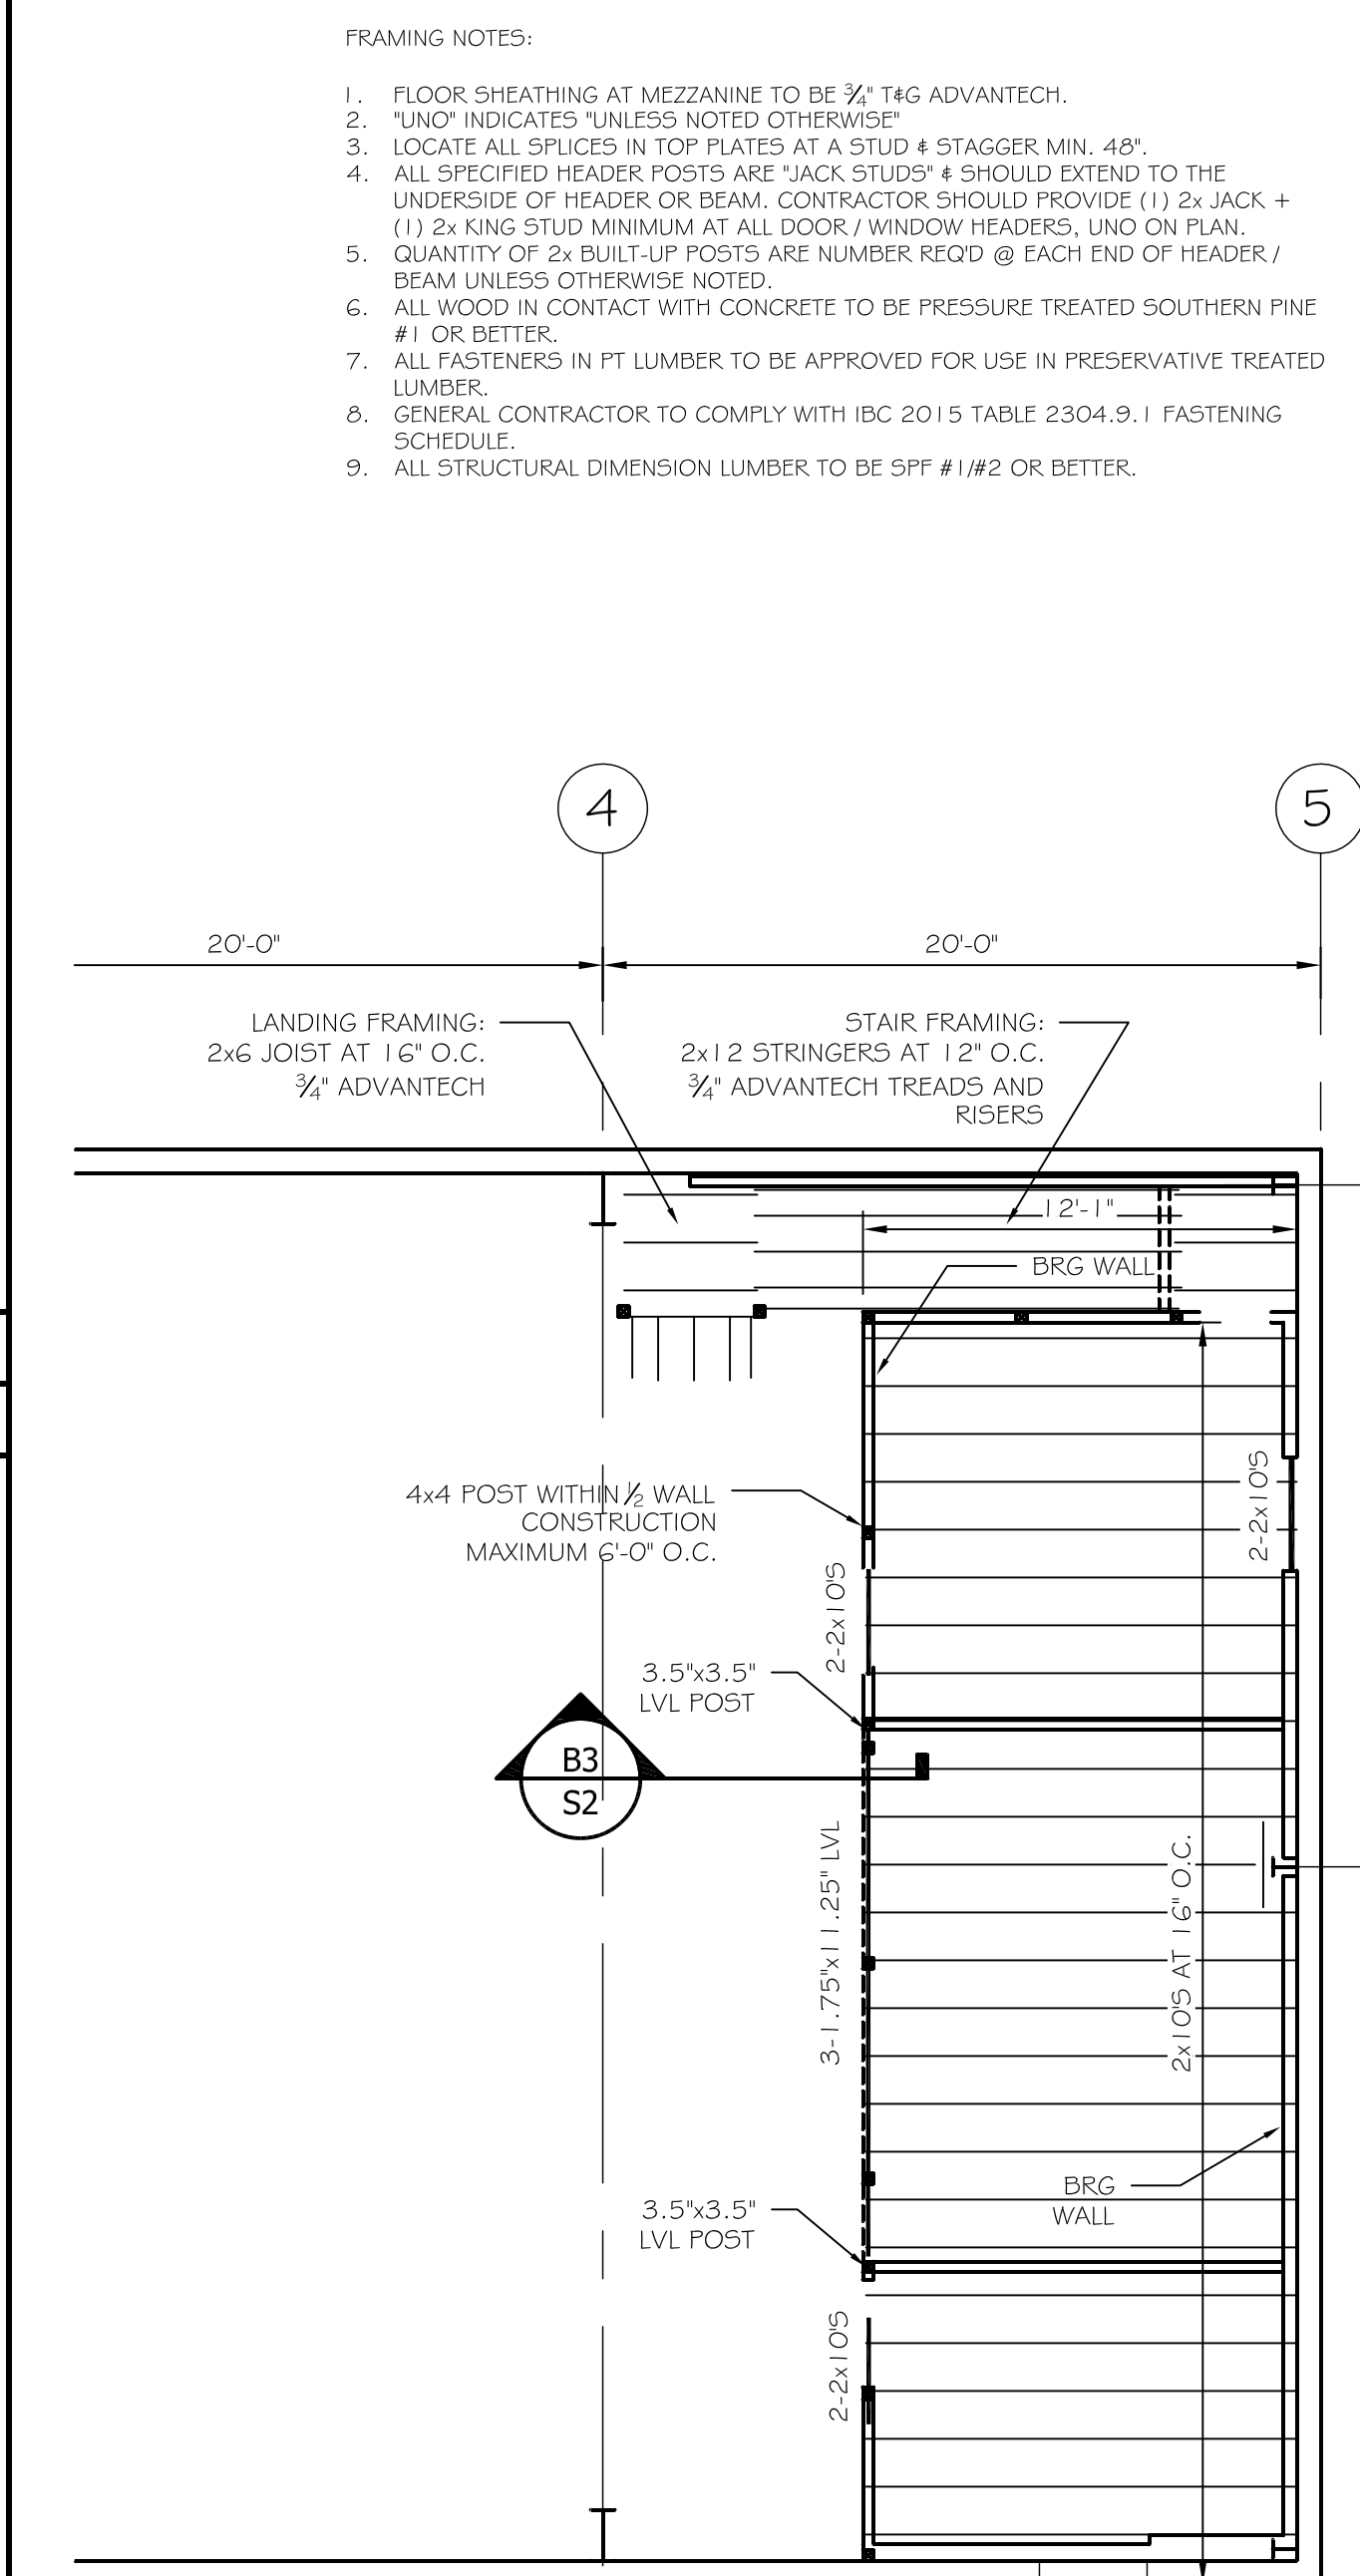 FRAMING NOTES:
1. FLOOR SHEATHING AT MEZZANINE TO BE 3/4" T&G ADVANTECH.
2. "UNO" INDICATES "UNLESS NOTED OTHERWISE"
3. LOCATE ALL SPLICES IN TOP PLATES AT A STUD & STAGGER MIN. 48".
4. ALL SPECIFIED HEADER POSTS ARE "JACK STUDS" & SHOULD EXTEND TO THE
UNDERSIDE OF HEADER OR BEAM. CONTRACTOR SHOULD PROVIDE (1) 2x JACK +
(1) 2x KING STUD MINIMUM AT ALL DOOR / WINDOW HEADERS, UNO ON PLAN.
5. QUANTITY OF 2x BUILT-UP POSTS ARE NUMBER REQ'D @ EACH END OF HEADER /
BEAM UNLESS OTHERWISE NOTED.
6. ALL WOOD IN CONTACT WITH CONCRETE TO BE PRESSURE TREATED SOUTHERN PINE
#1 OR BETTER.
7. ALL FASTENERS IN PT LUMBER TO BE APPROVED FOR USE IN PRESERVATIVE TREATED
LUMBER.
8. GENERAL CONTRACTOR TO COMPLY WITH IBC 2015 TABLE 2304.9.1 FASTENING
SCHEDULE.
9. ALL STRUCTURAL DIMENSION LUMBER TO BE SPF #1/#2 OR BETTER.
4
5
20'-0"
20'-0"
LANDING FRAMING:
2x6 JOIST AT 16" O.C.
3/4" ADVANTECH
STAIR FRAMING:
2x12 STRINGERS AT 12" O.C.
3/4" ADVANTECH TREADS AND
RISERS
12'-1"
BRG WALL
4x4 POST WITHIN 1/2 WALL
CONSTRUCTION
MAXIMUM 6'-0" O.C.
2-2x10'S
2-2x10'S
3.5"x3.5"
LVL POST
B3
S2
3-1.75"x11.25" LVL
2x10'S AT 16" O.C.
BRG
WALL
3.5"x3.5"
LVL POST
2-2x10'S